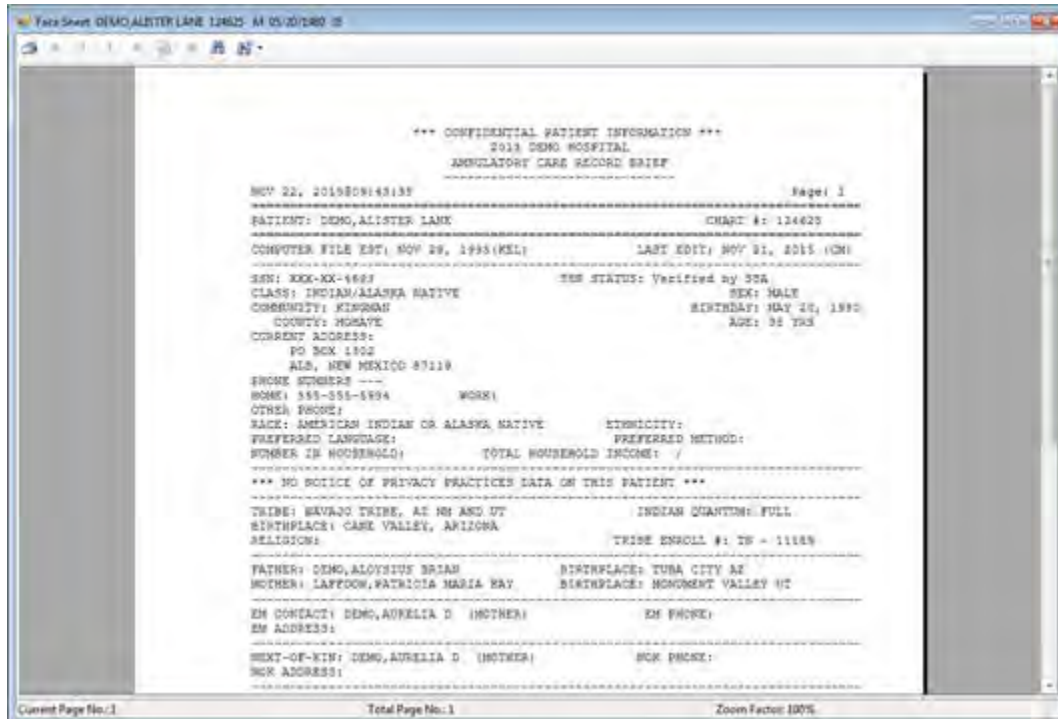 Face Sheet DEMO,ALISTER LANE 124625 M 05/20/1980 35
*** CONFIDENTIAL PATIENT INFORMATION ***
2013 DEMO HOSPITAL
AMBULATORY CARE RECORD BRIEF
NOV 22, 2015@09:43:35 Page: 1
PATIENT: DEMO,ALISTER LANE CHART #: 124625
COMPUTER FILE EST: NOV 29, 1995(KEL) LAST EDIT: NOV 21, 2015 (CM)
SSN: XXX-XX-4603 SSN STATUS: Verified by SSA
CLASS: INDIAN/ALASKA NATIVE SEX: MALE
COMMUNITY: KINGMAN BIRTHDAY: MAY 20, 1980
COUNTY: MOHAVE AGE: 35 YRS
CURRENT ADDRESS:
PO BOX 1902
ALB, NEW MEXICO 87119
PHONE NUMBERS ---
HOME: 555-555-5994 WORK:
OTHER PHONE:
RACE: AMERICAN INDIAN OR ALASKA NATIVE ETHNICITY:
PREFERRED LANGUAGE: PREFERRED METHOD:
NUMBER IN HOUSEHOLD: TOTAL HOUSEHOLD INCOME: /
*** NO NOTICE OF PRIVACY PRACTICES DATA ON THIS PATIENT ***
TRIBE: NAVAJO TRIBE, AZ NM AND UT INDIAN QUANTUM: FULL
BIRTHPLACE: CANE VALLEY, ARIZONA
RELIGION: TRIBE ENROLL #: TN -
FATHER: DEMO,ALOYSIUS BRIAN BIRTHPLACE: TUBA CITY AZ
MOTHER: LAFFOON,PATRICIA MARIA RAY BIRTHPLACE: MONUMENT VALLEY UT
EM CONTACT: DEMO,AURELIA D (MOTHER) EM PHONE:
EM ADDRESS:
NEXT-OF-KIN: DEMO,AURELIA D (MOTHER) NOK PHONE:
NOK ADDRESS:
Current Page No.: 1 Total Page No.: 1 Zoom Factor: 100%